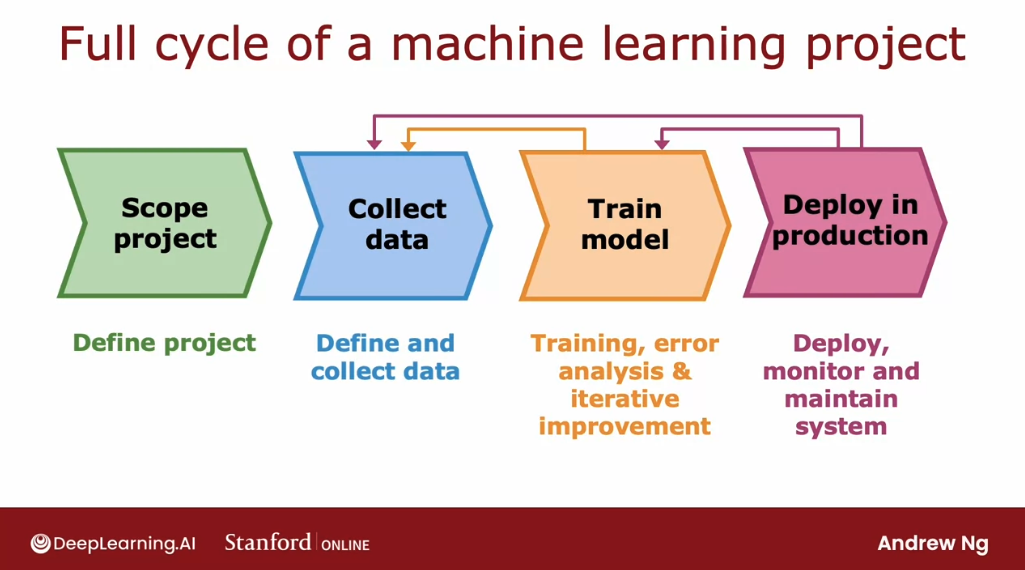 Full cycle of a machine learning project
Scope
project
Collect
data
Train
model
Deploy in
production
Define project
Define and
collect data
Training, error
analysis &
iterative
improvement
Deploy,
monitor and
maintain
system
DeepLearning.AI
Stanford ONLINE
Andrew Ng